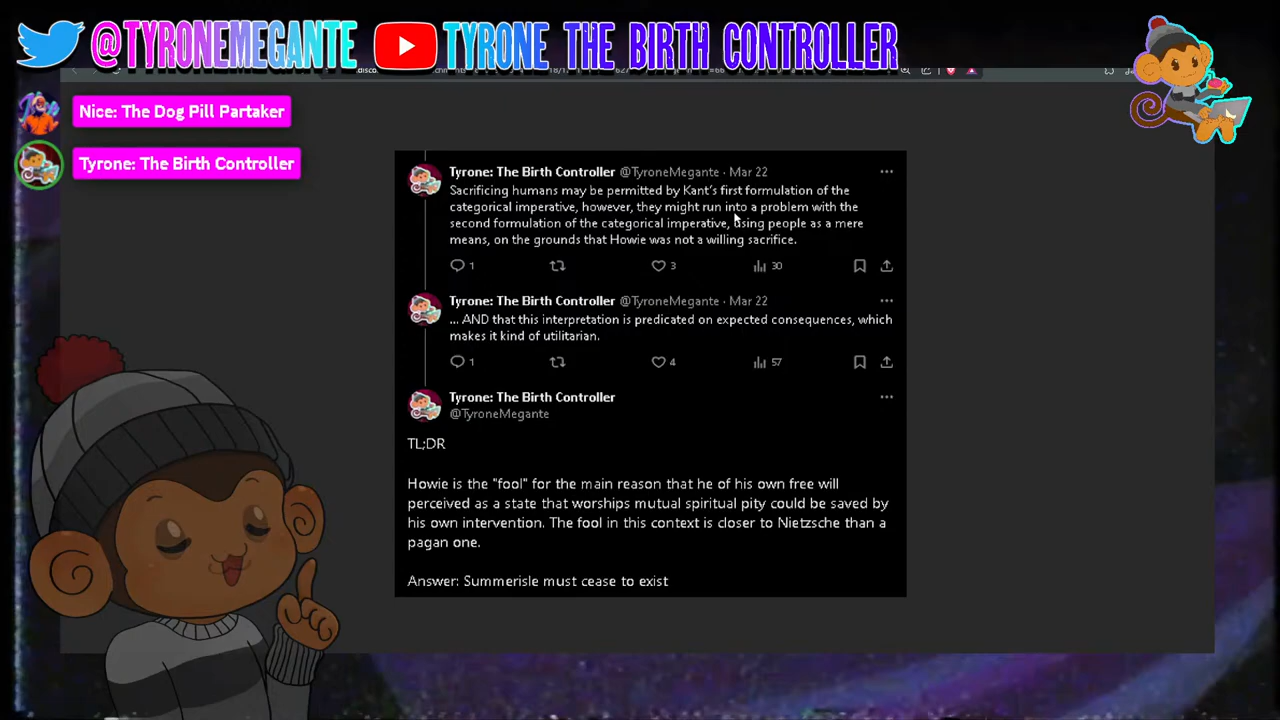 @TYRONEMEGANTE TYRONE THE BIRTH CONTROLLER
Nice: The Dog Pill Partaker
Tyrone: The Birth Controller
Tyrone: The Birth Controller @TyroneMegante · Mar 22
Sacrificing humans may be permitted by Kant's first formulation of the
categorical imperative, however, they might run into a problem with the
second formulation of the categorical imperative, using people as a mere
means, on the grounds that Howie was not a willing sacrifice.
1 3 30
Tyrone: The Birth Controller @TyroneMegante · Mar 22
... AND that this interpretation is predicated on expected consequences, which
makes it kind of utilitarian.
1 4 57
Tyrone: The Birth Controller
@TyroneMegante
TL;DR
Howie is the "fool" for the main reason that he of his own free will
perceived as a state that worships mutual spiritual pity could be saved by
his own intervention. The fool in this context is closer to Nietzsche than a
pagan one.
Answer: Summerisle must cease to exist